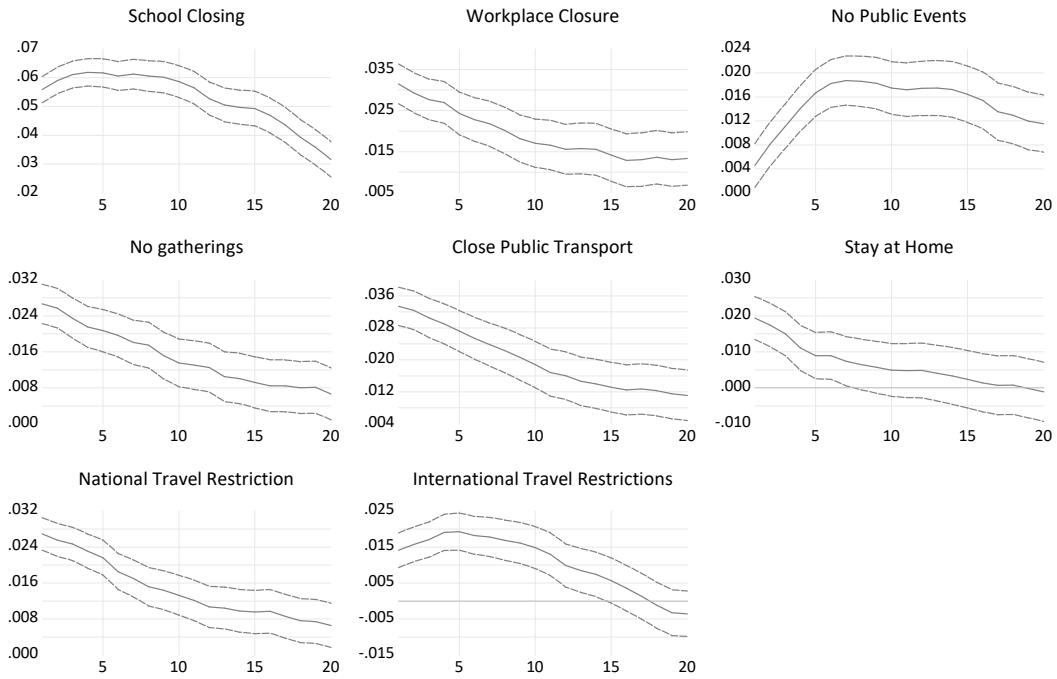 School Closing
.07
.06
.05
.04
.03
.02
5 10 15 20
Workplace Closure
.035
.025
.015
.005
5 10 15 20
No Public Events
.024
.020
.016
.012
.008
.004
.000
5 10 15 20
No gatherings
.032
.024
.016
.008
.000
5 10 15 20
Close Public Transport
.036
.028
.020
.012
.004
5 10 15 20
Stay at Home
.030
.010
.000
-.010
5 10 15 20
National Travel Restriction
.032
.024
.016
.008
.000
5 10 15 20
International Travel Restrictions
.025
.015
.005
-.005
-.015
5 10 15 20